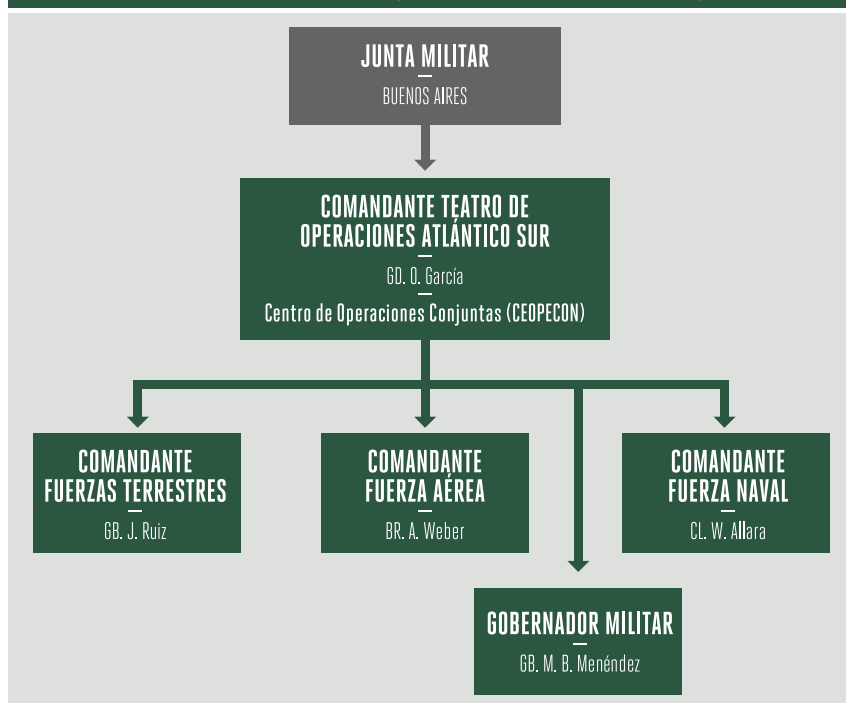 JUNTA MILITAR
BUENOS AIRES
COMANDANTE TEATRO DE
OPERACIONES ATLÁNTICO SUR
GD. O. García
Centro de Operaciones Conjuntas (CEOPECON)
COMANDANTE
FUERZAS TERRESTRES
GB. J. Ruiz
COMANDANTE
FUERZA AÉREA
BR. A. Weber
COMANDANTE
FUERZA NAVAL
CL. W. Allara
GOBERNADOR MILITAR
GB. M. B. Menéndez